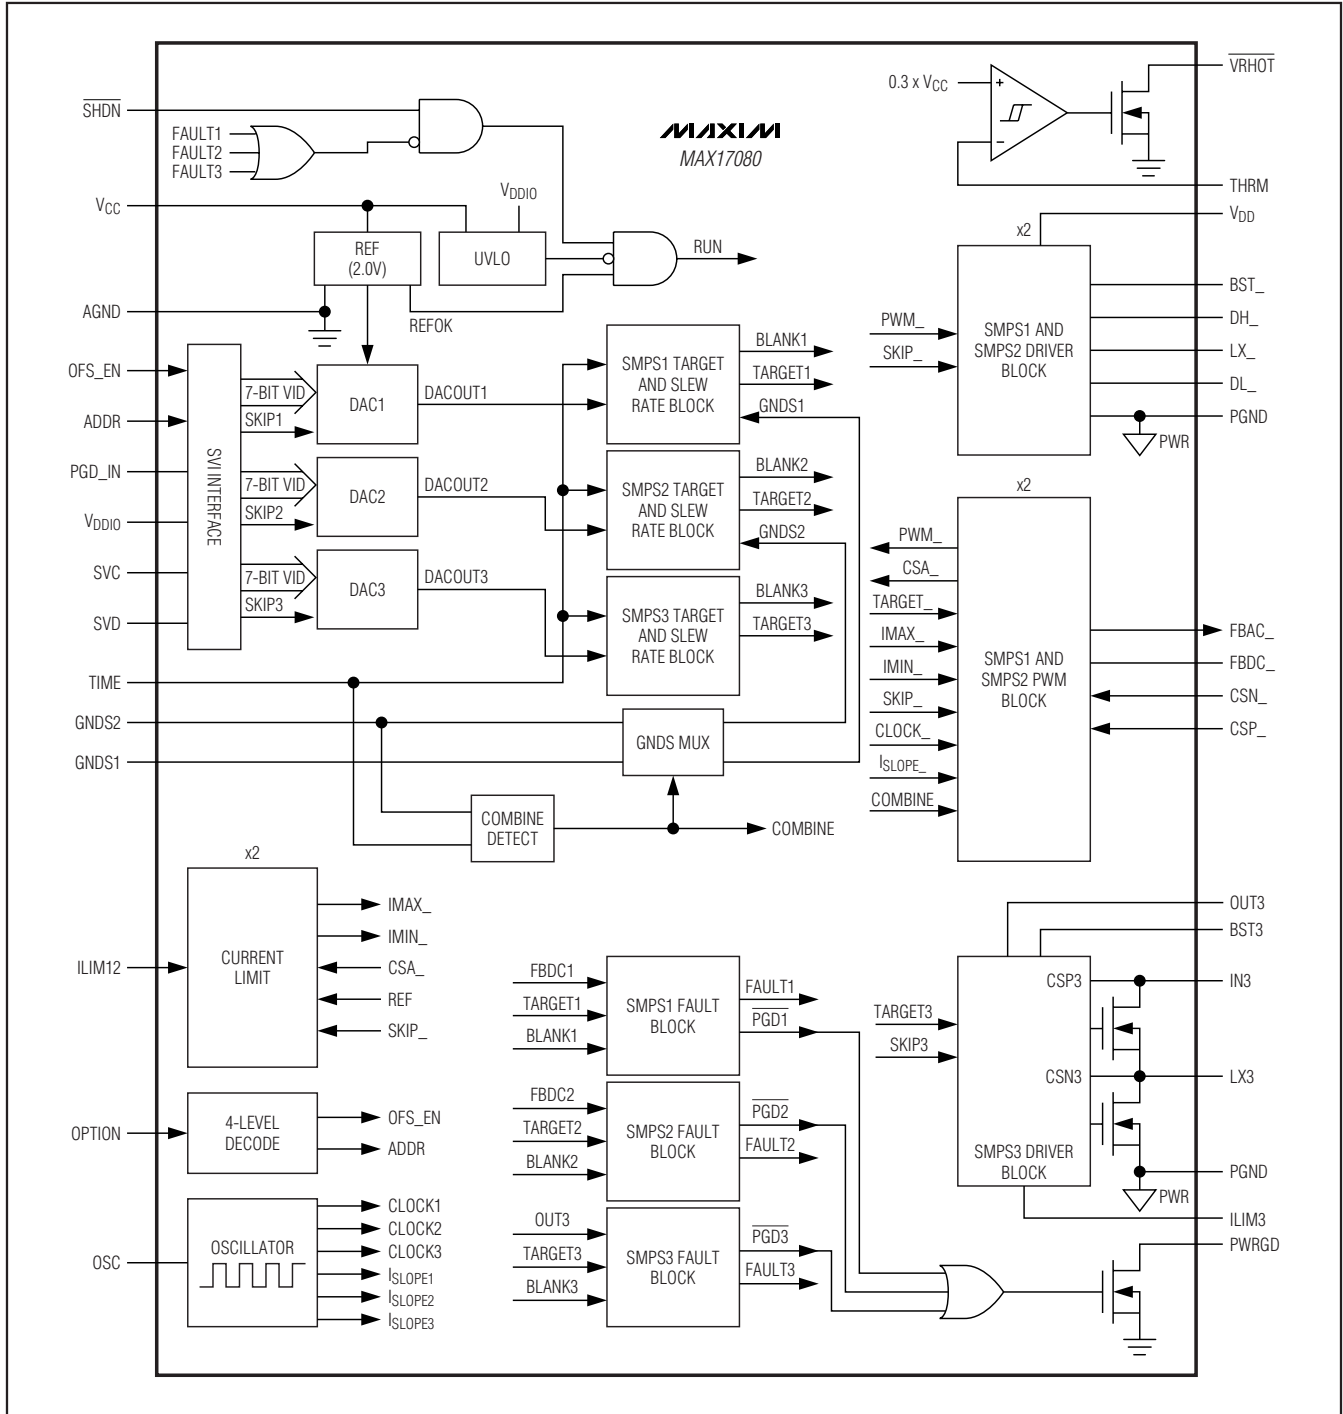 SHDN
FAULT1
FAULT2
FAULT3
VCC
AGND
OFS_EN
ADDR
PGD_IN
VDDIO
SVC
SVD
TIME
GNDS2
GNDS1
ILIM12
OPTION
OSC
MAXIM
MAX17080
REF
(2.0V)
UVLO
VDDIO
REFOK
RUN
SVI INTERFACE
7-BIT VID
SKIP1
7-BIT VID
SKIP2
7-BIT VID
SKIP3
DAC1
DAC2
DAC3
DACOUT1
DACOUT2
DACOUT3
SMPS1 TARGET
AND SLEW
RATE BLOCK
BLANK1
TARGET1
GNDS1
SMPS2 TARGET
AND SLEW
RATE BLOCK
BLANK2
TARGET2
GNDS2
SMPS3 TARGET
AND SLEW
RATE BLOCK
BLANK3
TARGET3
GNDS MUX
COMBINE
DETECT
COMBINE
x2
CURRENT
LIMIT
IMAX_
IMIN_
CSA_
REF
SKIP_
4-LEVEL
DECODE
OFS_EN
ADDR
OSCILLATOR
CLOCK1
CLOCK2
CLOCK3
ISLOPE1
ISLOPE2
ISLOPE3
FBDC1
TARGET1
BLANK1
SMPS1 FAULT
BLOCK
FAULT1
PGD1
FBDC2
TARGET2
BLANK2
SMPS2 FAULT
BLOCK
PGD2
FAULT2
OUT3
TARGET3
BLANK3
SMPS3 FAULT
BLOCK
PGD3
FAULT3
0.3 x VCC
+
−
VRHOT
THRM
VDD
x2
PWM_
SKIP_
SMPS1 AND
SMPS2 DRIVER
BLOCK
BST_
DH_
LX_
DL_
PGND
PWR
x2
PWM_
CSA_
TARGET_
IMAX_
IMIN_
SKIP_
CLOCK_
ISLOPE_
COMBINE
SMPS1 AND
SMPS2 PWM
BLOCK
FBAC_
FBDC_
CSN_
CSP_
OUT3
BST3
TARGET3
SKIP3
CSP3
CSN3
SMPS3 DRIVER
BLOCK
IN3
LX3
PGND
PWR
ILIM3
PWRGD